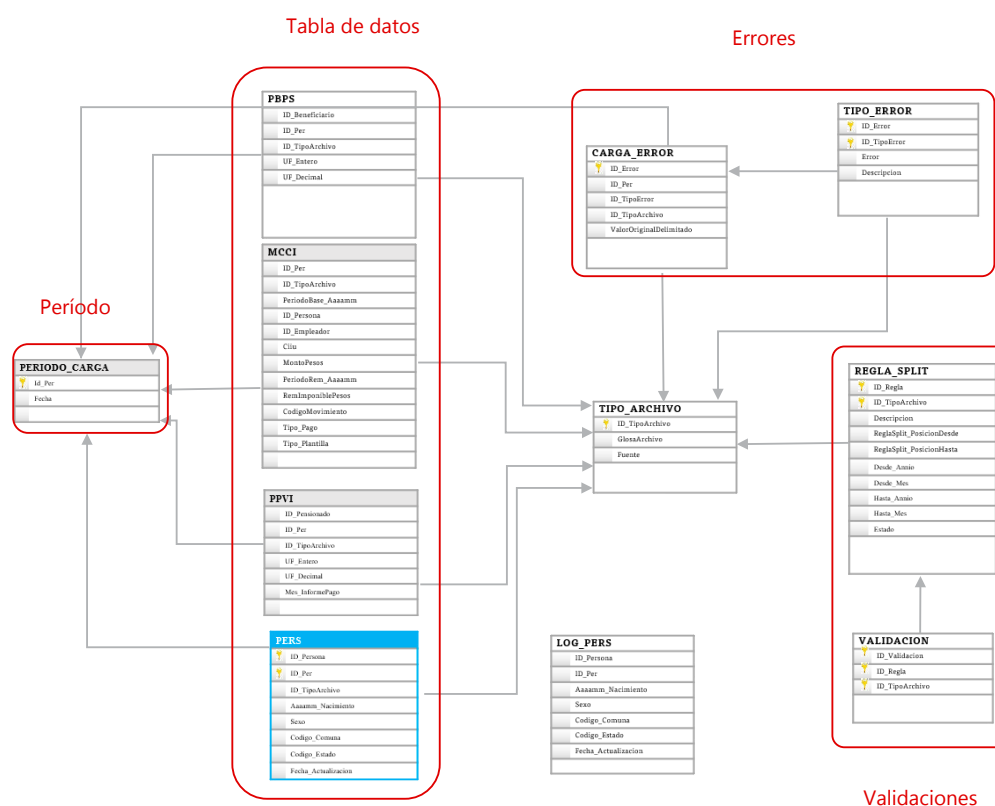 Tabla de datos
Errores
PBPS
ID_Beneficiario
ID_Per
ID_TipoArchivo
UF_Entero
UF_Decimal
MCCI
ID_Per
ID_TipoArchivo
PeriodoBase_Aaaamm
ID_Persona
ID_Empleador
Ciiu
MontoPesos
PeriodoRem_Aaaamm
RemImponiblePesos
CodigoMovimiento
Tipo_Pago
Tipo_Plantilla
PPVI
ID_Pensionado
ID_Per
ID_TipoArchivo
UF_Entero
UF_Decimal
Mes_InformePago
PERS
ID_Persona
ID_Per
ID_TipoArchivo
Aaaamm_Nacimiento
Sexo
Codigo_Comuna
Codigo_Estado
Fecha_Actualizacion
Período
PERIODO_CARGA
Id_Per
Fecha
CARGA_ERROR
ID_Error
ID_Per
ID_TipoError
ID_TipoArchivo
ValorOriginalDelimitado
TIPO_ERROR
ID_Error
ID_TipoError
Error
Descripcion
TIPO_ARCHIVO
ID_TipoArchivo
GlosaArchivo
Fuente
REGLA_SPLIT
ID_Regla
ID_TipoArchivo
Descripcion
ReglaSplit_PosicionDesde
ReglaSplit_PosicionHasta
Desde_Annio
Desde_Mes
Hasta_Annio
Hasta_Mes
Estado
LOG_PERS
ID_Persona
ID_Per
Aaaamm_Nacimiento
Sexo
Codigo_Comuna
Codigo_Estado
Fecha_Actualizacion
VALIDACION
ID_Validacion
ID_Regla
ID_TipoArchivo
Validaciones